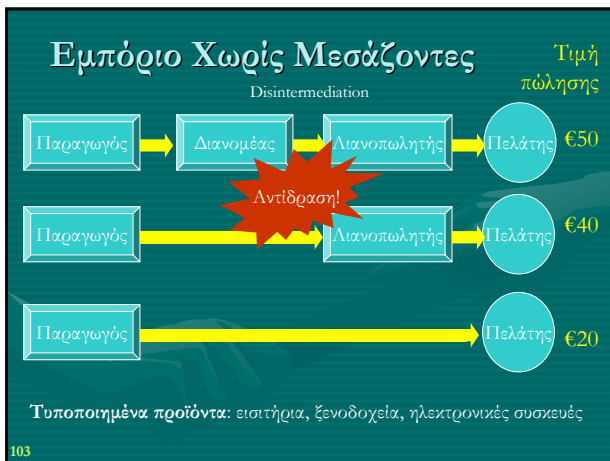 Εμπόριο Χωρίς Μεσάζοντες
Disintermediation
Τιμή
πώλησης
Παραγωγός Διανομέας Λιανοπωλητής Πελάτης €50
Αντίδραση!
Παραγωγός Λιανοπωλητής Πελάτης €40
Παραγωγός Πελάτης €20
Τυποποιημένα προϊόντα: εισιτήρια, ξενοδοχεία, ηλεκτρονικές συσκευές
103